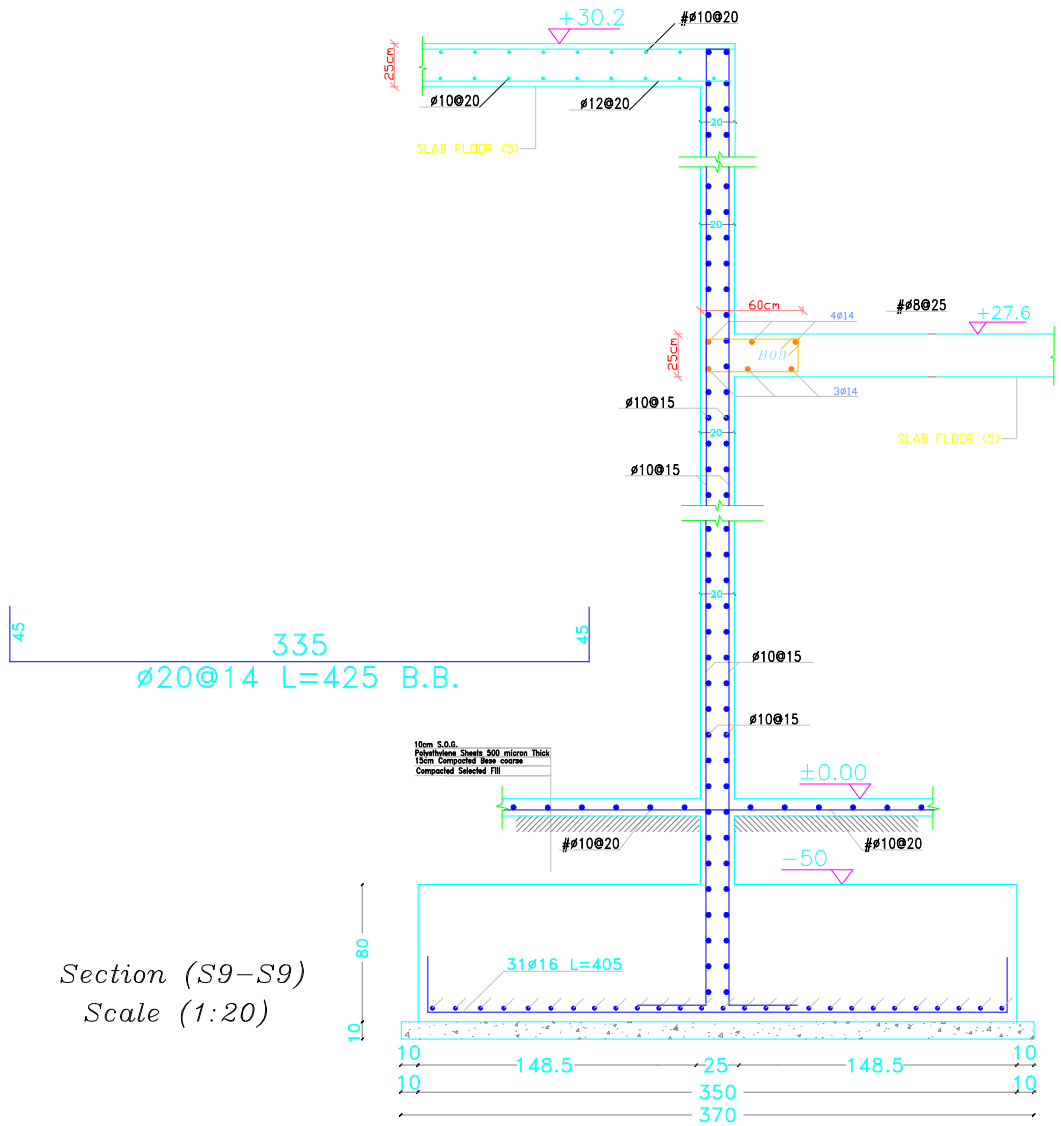 +30.2
#ø10@20
25cm
ø10@20
ø12@20
20
SLAB FLOOR (5)
20
60cm
#ø8@25
+27.6
4ø14
25cm
B09
3ø14
ø10@15
20
SLAB FLOOR (5)
ø10@15
20
45
335
45
ø20@14 L=425 B.B.
ø10@15
ø10@15
10cm S.O.G.
Polyethylene Sheets 500 micron Thick
15cm Compacted Base coarse
Compacted Selected Fill
±0.00
#ø10@20
#ø10@20
-50
80
31ø16 L=405
Section (S9-S9)
Scale (1:20)
10
10
148.5
25
148.5
10
10
350
10
370